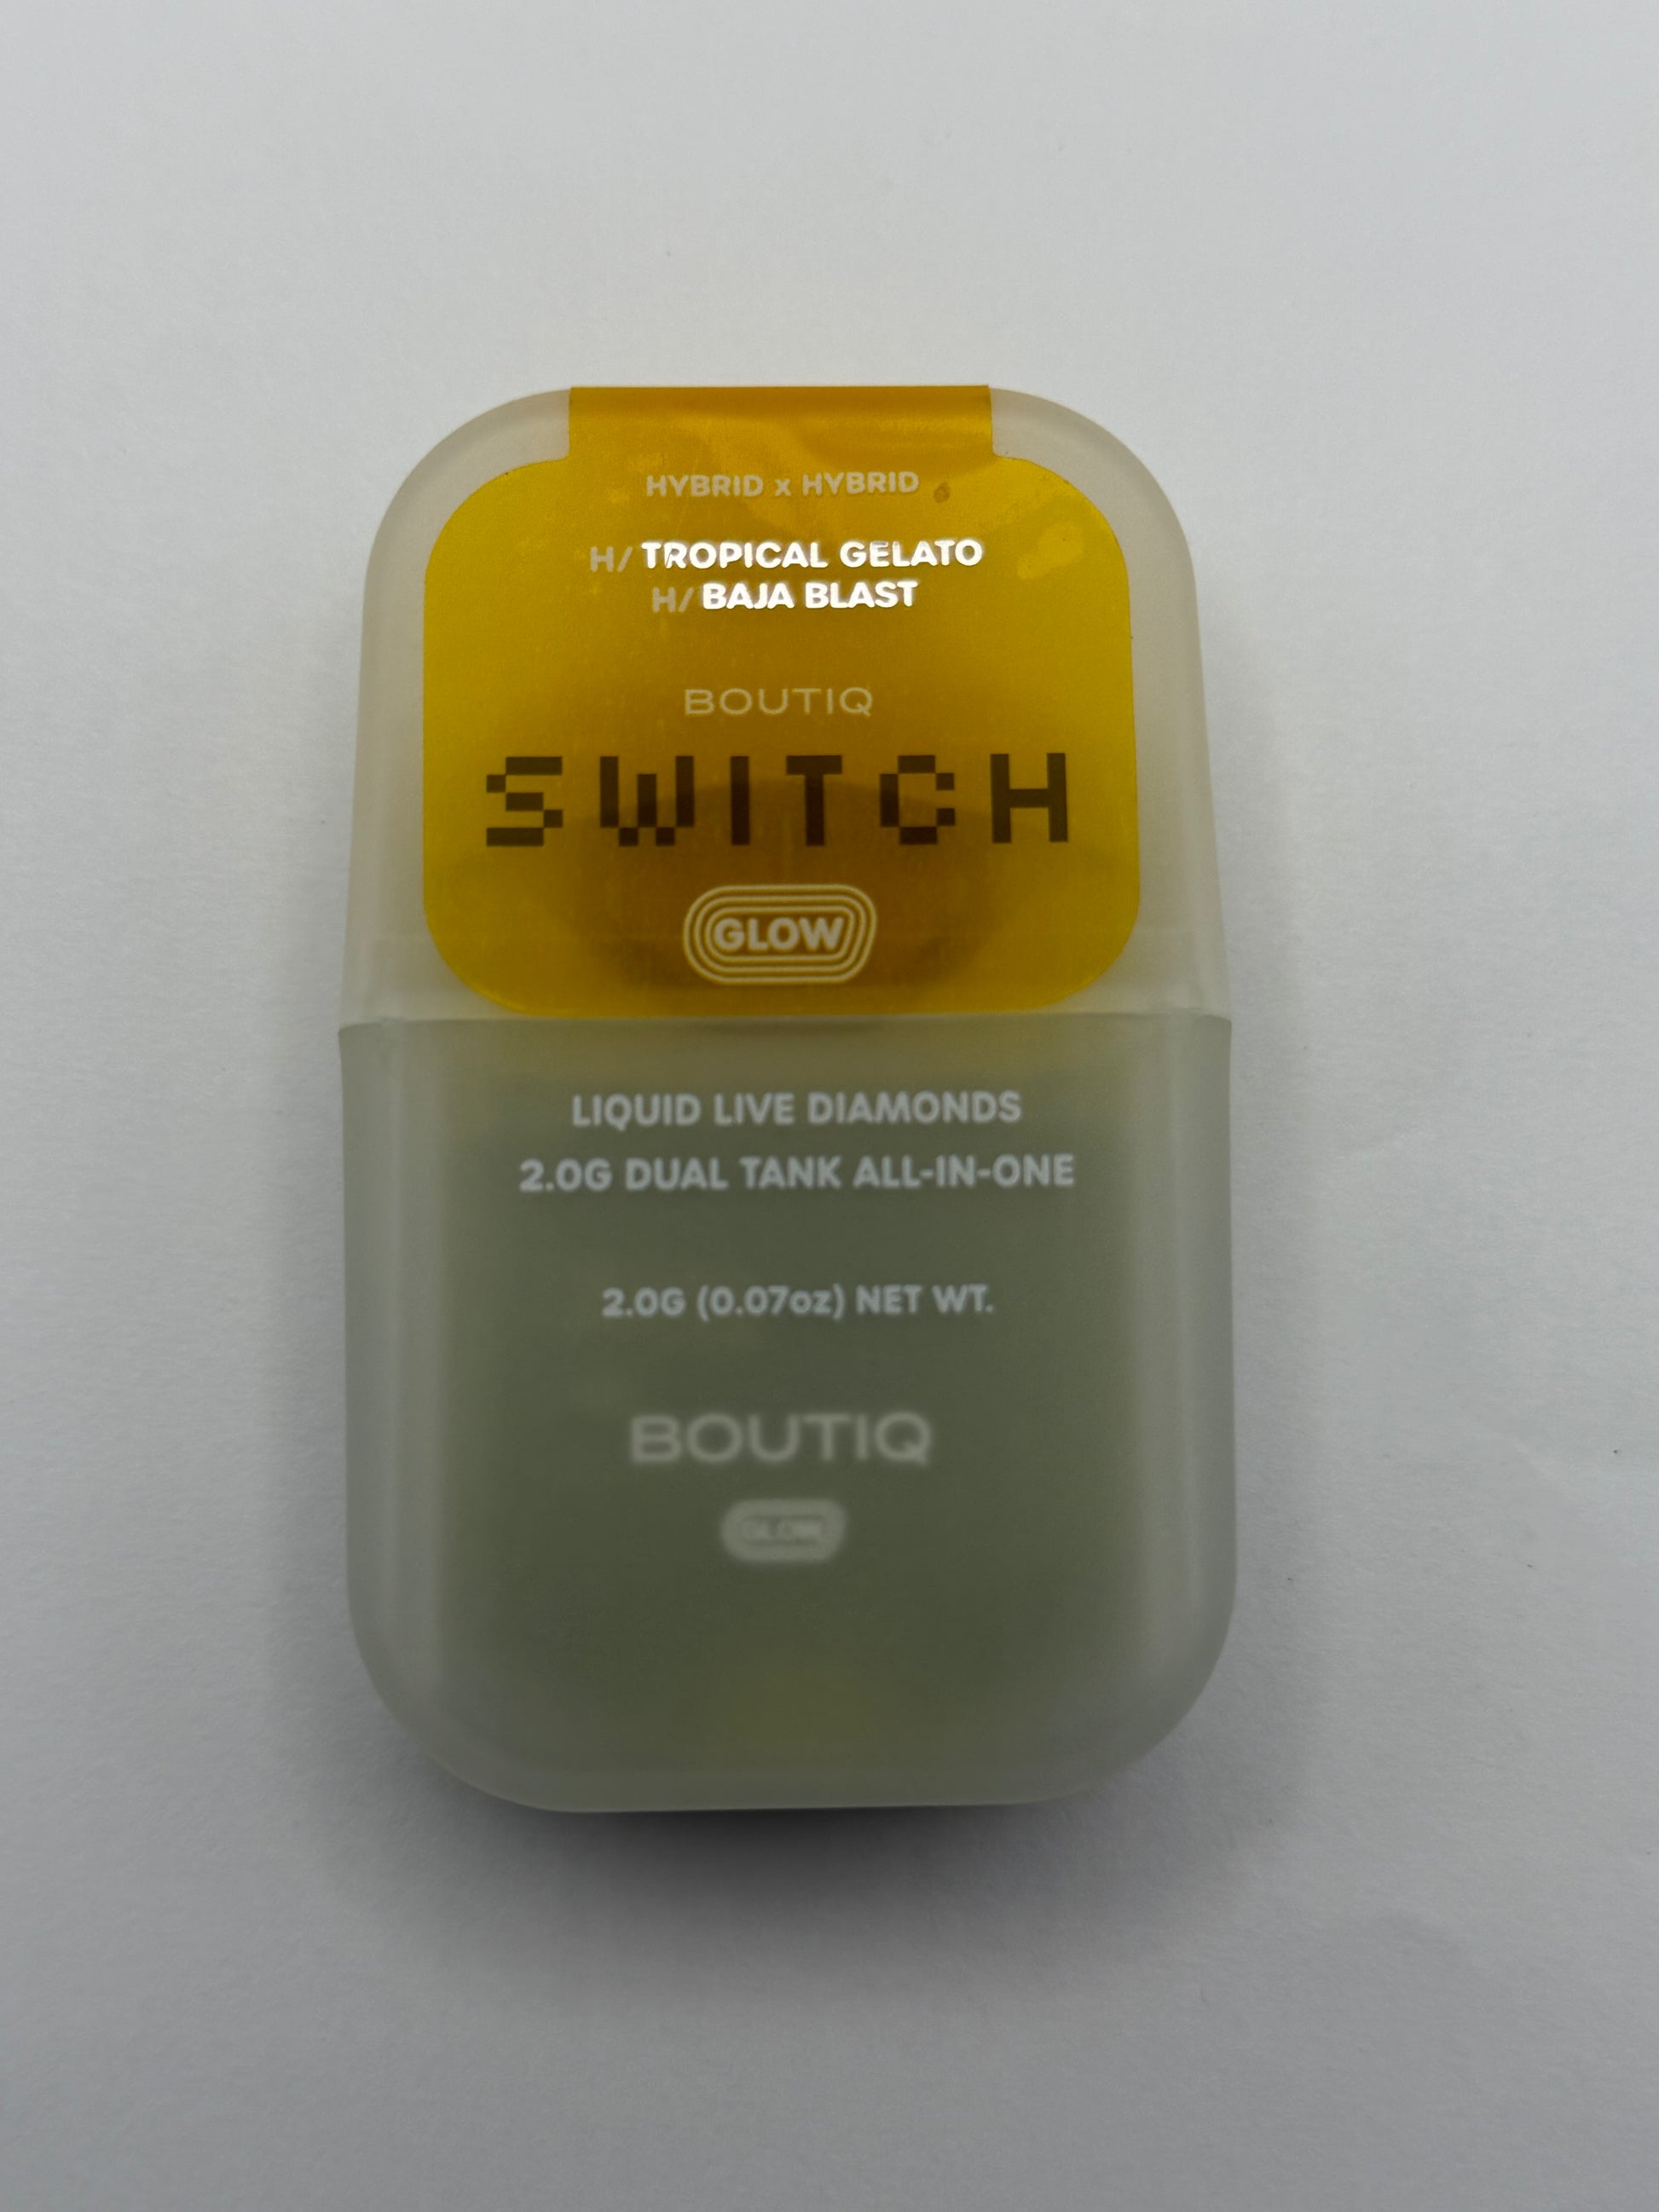 HYBRID x HYBRID
H/ TROPICAL GELATO
H/ BAJA BLAST
BOUTIQ
SWITCH
GLOW
LIQUID LIVE DIAMONDS
2.0G DUAL TANK ALL-IN-ONE
2.0G (0.07oz) NET WT.
BOUTIQ
GLOW